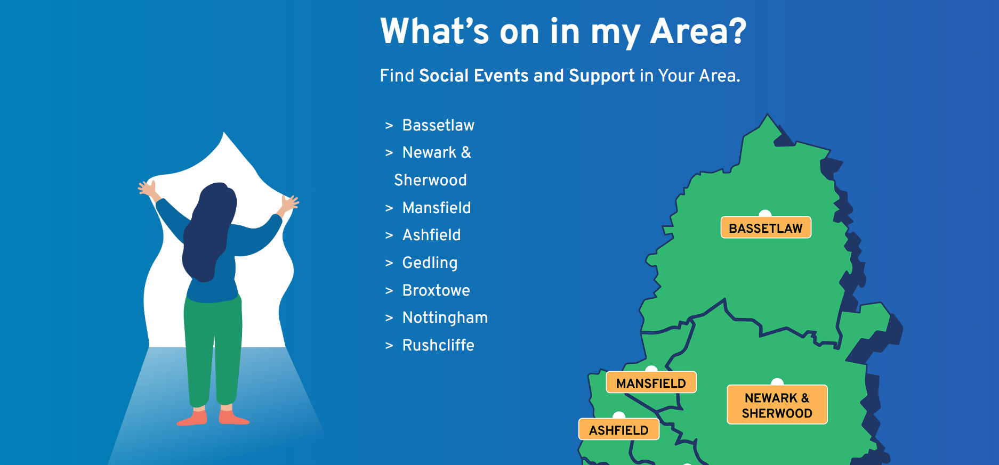 What's on in my Area?
Find Social Events and Support in Your Area.
> Bassetlaw
> Newark &
Sherwood
> Mansfield
> Ashfield
> Gedling
> Broxtowe
> Nottingham
> Rushcliffe
BASSETLAW
MANSFIELD
NEWARK &
SHERWOOD
ASHFIELD